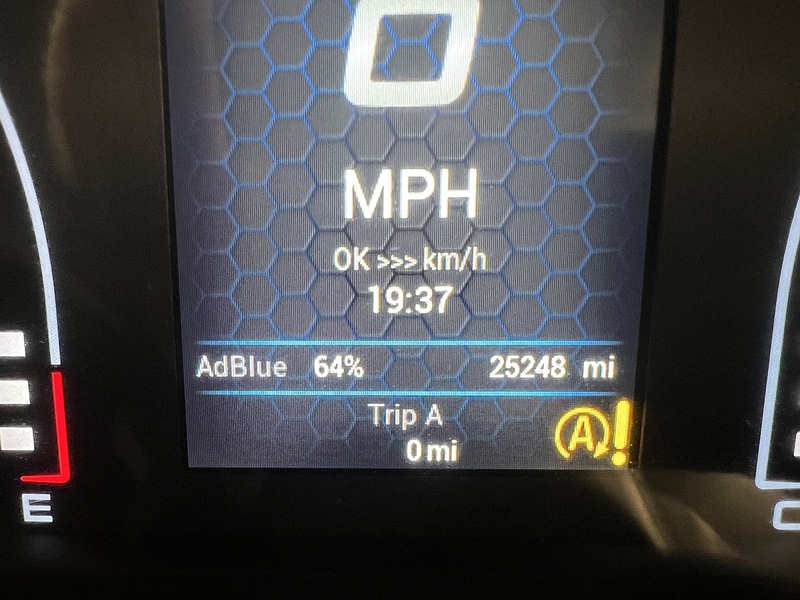 0
MPH
OK >>> km/h
19:37
AdBlue 64% 25248 mi
Trip A
0 mi
A!
E